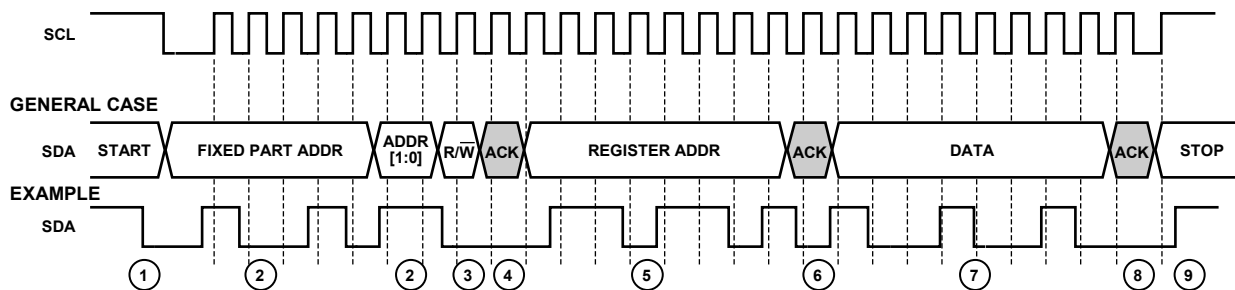 SCL
GENERAL CASE
SDA START FIXED PART ADDR ADDR [1:0] R/W̅ ACK REGISTER ADDR ACK DATA ACK STOP
EXAMPLE
SDA
1 2 2 3 4 5 6 7 8 9